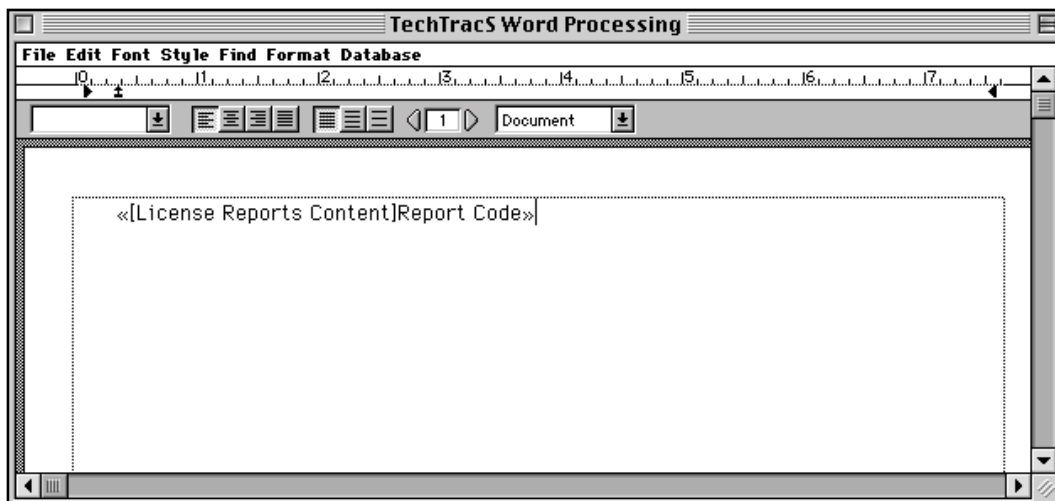 TechTracS Word Processing
File Edit Font Style Find Format Database
0 1 2 3 4 5 6 7
1 Document
«[License Reports Content]Report Code»